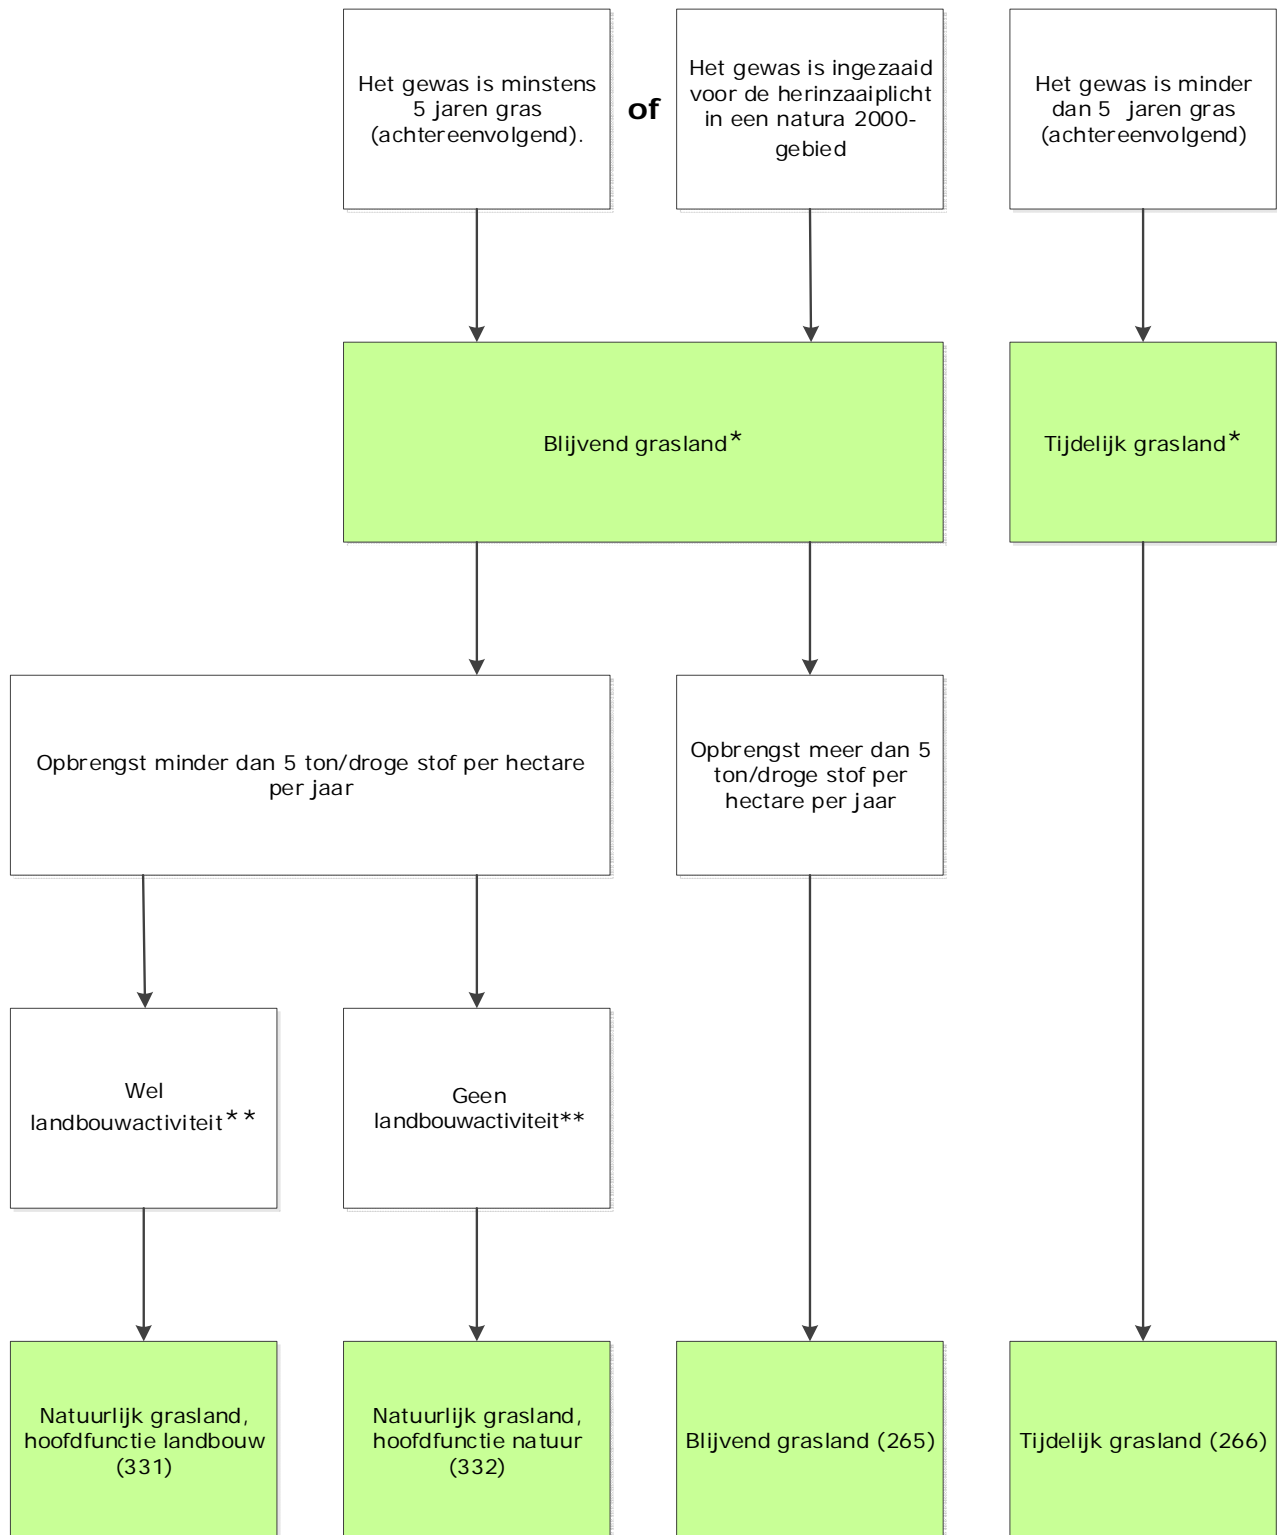 Het gewas is minstens
5 jaren gras
(achtereenvolgend).
of
Het gewas is ingezaaid
voor de herinzaaiplicht
in een natura 2000-
gebied
Het gewas is minder
dan 5 jaren gras
(achtereenvolgend)
Blijvend grasland*
Tijdelijk grasland*
Opbrengst minder dan 5 ton/droge stof per hectare
per jaar
Opbrengst meer dan 5
ton/droge stof per
hectare per jaar
Wel
landbouwactiviteit**
Geen
landbouwactiviteit**
Natuurlijk grasland,
hoofdfunctie landbouw
(331)
Natuurlijk grasland,
hoofdfunctie natuur
(332)
Blijvend grasland (265)
Tijdelijk grasland (266)